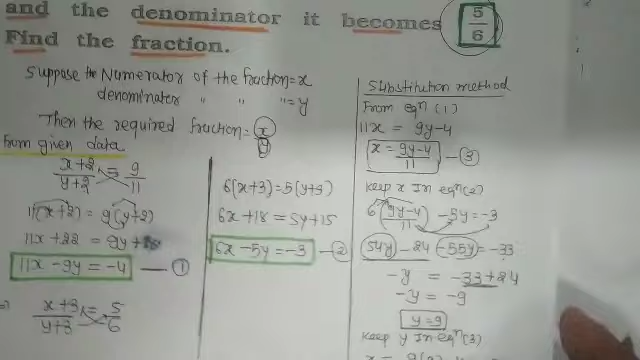 and the denominator it becomes 5/6
Find the fraction.
Suppose the Numerator of the fraction = x
denominator " " " = y
Then the required fraction = x/y
from given data
x+2/y+2 = 9/11
11(x+2) = 9(y+2)
11x+22 = 9y+
11x-9y = -4 — ①
⇒ x+3/y+3 = 5/6
6(x+3) = 5(y+3)
6x+18 = 5y+15
6x-5y = -3 — ②
Substitution method
From eqn (1)
11x = 9y-4
x = 9y-4/11 — ③
Keep x In eqn(2)
6(9y-4/11) -5y = -3
54y - 24 - 55y = -33
-y = -33+24
-y = -9
y = 9
Keep y In eqn(3)